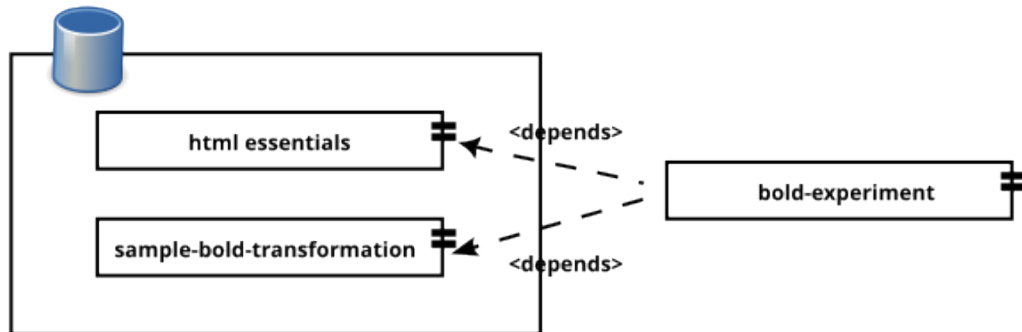 html essentials
<depends>
bold-experiment
sample-bold-transformation
<depends>